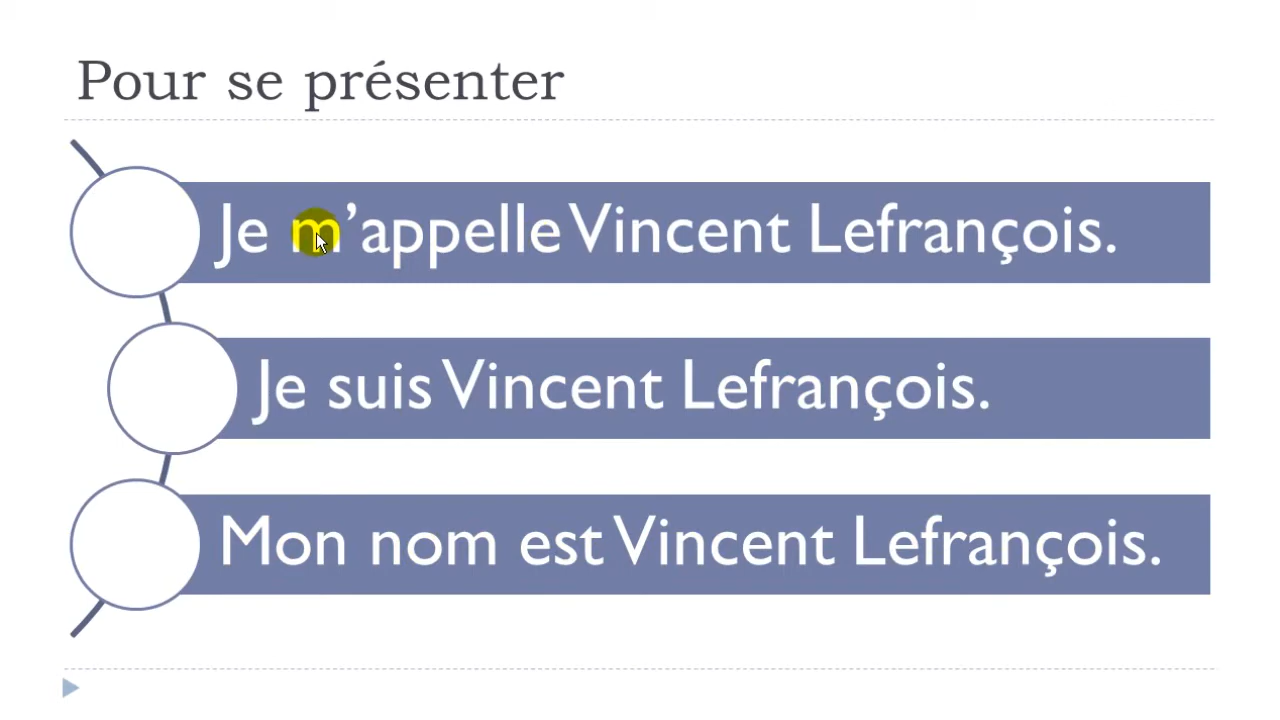 Pour se présenter
Je m’appelle Vincent Lefrançois.
Je suis Vincent Lefrançois.
Mon nom est Vincent Lefrançois.